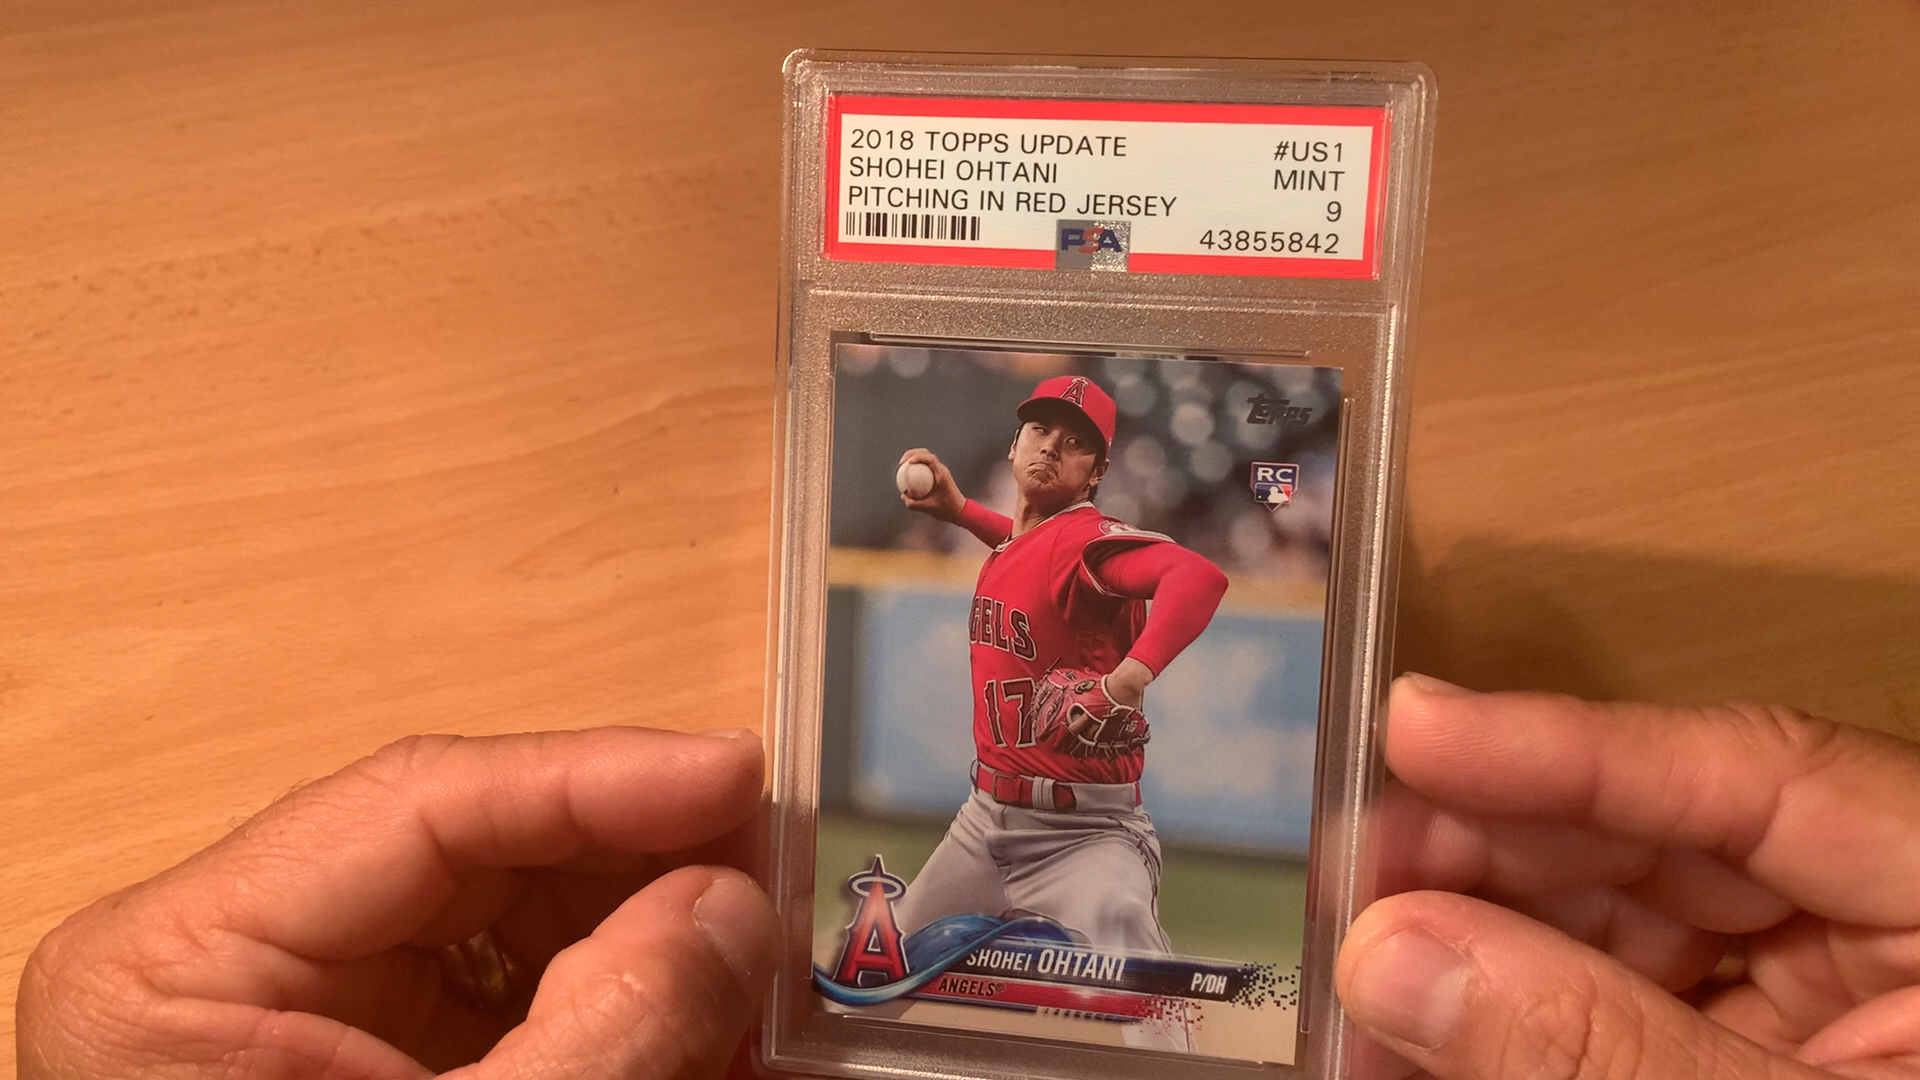 2018 TOPPS UPDATE #US1
SHOHEI OHTANI MINT
PITCHING IN RED JERSEY 9
PSA 43855842
Topps
RC
GELS
17
A
SHOHEI OHTANI P/DH
ANGELS